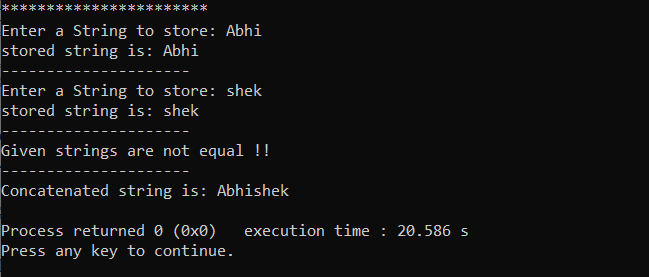 ***********************
Enter a String to store: Abhi
stored string is: Abhi
---------------------
Enter a String to store: shek
stored string is: shek
---------------------
Given strings are not equal !!
---------------------
Concatenated string is: Abhishek
Process returned 0 (0x0)   execution time : 20.586 s
Press any key to continue.